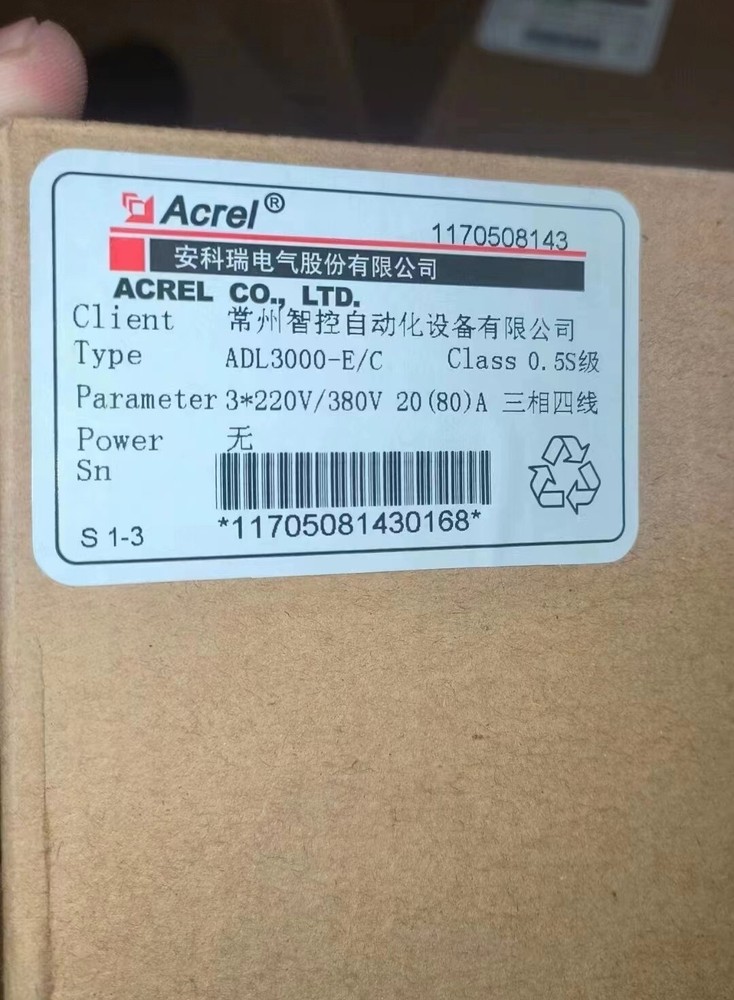 Acrel®
1170508143
安科瑞电气股份有限公司
ACREL CO., LTD.
Client 常州智控自动化设备有限公司
Type ADL3000-E/C Class 0.5S级
Parameter 3*220V/380V 20(80)A 三相四线
Power 无
Sn
*11705081430168*
S 1-3